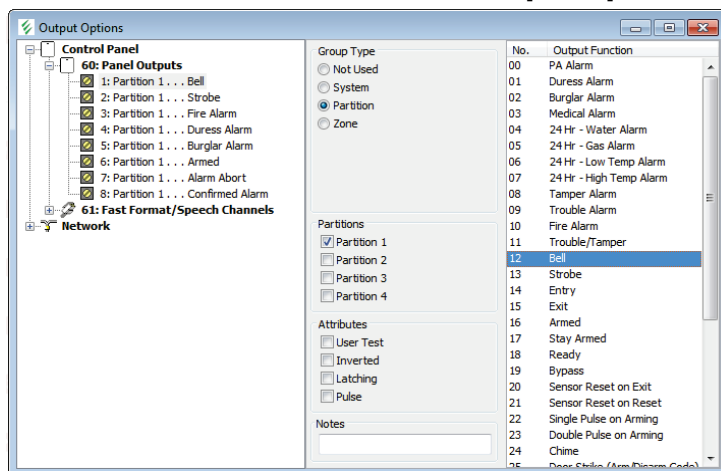 Output Options
Control Panel
60: Panel Outputs
1: Partition 1 . . . Bell
2: Partition 1 . . . Strobe
3: Partition 1 . . . Fire Alarm
4: Partition 1 . . . Duress Alarm
5: Partition 1 . . . Burglar Alarm
6: Partition 1 . . . Armed
7: Partition 1 . . . Alarm Abort
8: Partition 1 . . . Confirmed Alarm
61: Fast Format/Speech Channels
Network
Group Type
Not Used
System
Partition
Zone
Partitions
Partition 1
Partition 2
Partition 3
Partition 4
Attributes
User Test
Inverted
Latching
Pulse
Notes
No. Output Function
00 PA Alarm
01 Duress Alarm
02 Burglar Alarm
03 Medical Alarm
04 24 Hr - Water Alarm
05 24 Hr - Gas Alarm
06 24 Hr - Low Temp Alarm
07 24 Hr - High Temp Alarm
08 Tamper Alarm
09 Trouble Alarm
10 Fire Alarm
11 Trouble/Tamper
12 Bell
13 Strobe
14 Entry
15 Exit
16 Armed
17 Stay Armed
18 Ready
19 Bypass
20 Sensor Reset on Exit
21 Sensor Reset on Reset
22 Single Pulse on Arming
23 Double Pulse on Arming
24 Chime
25 Door Strike (Arm/Disarm Code)